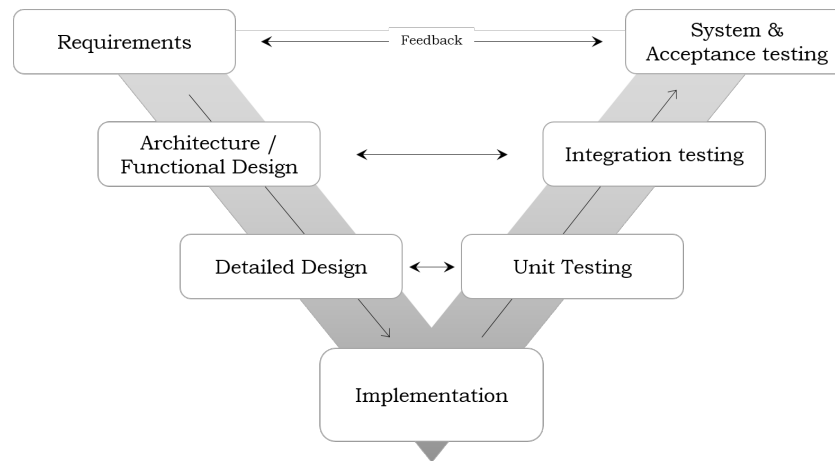 Requirements
Feedback
System &
Acceptance testing
Architecture /
Functional Design
Integration testing
Detailed Design
Unit Testing
Implementation